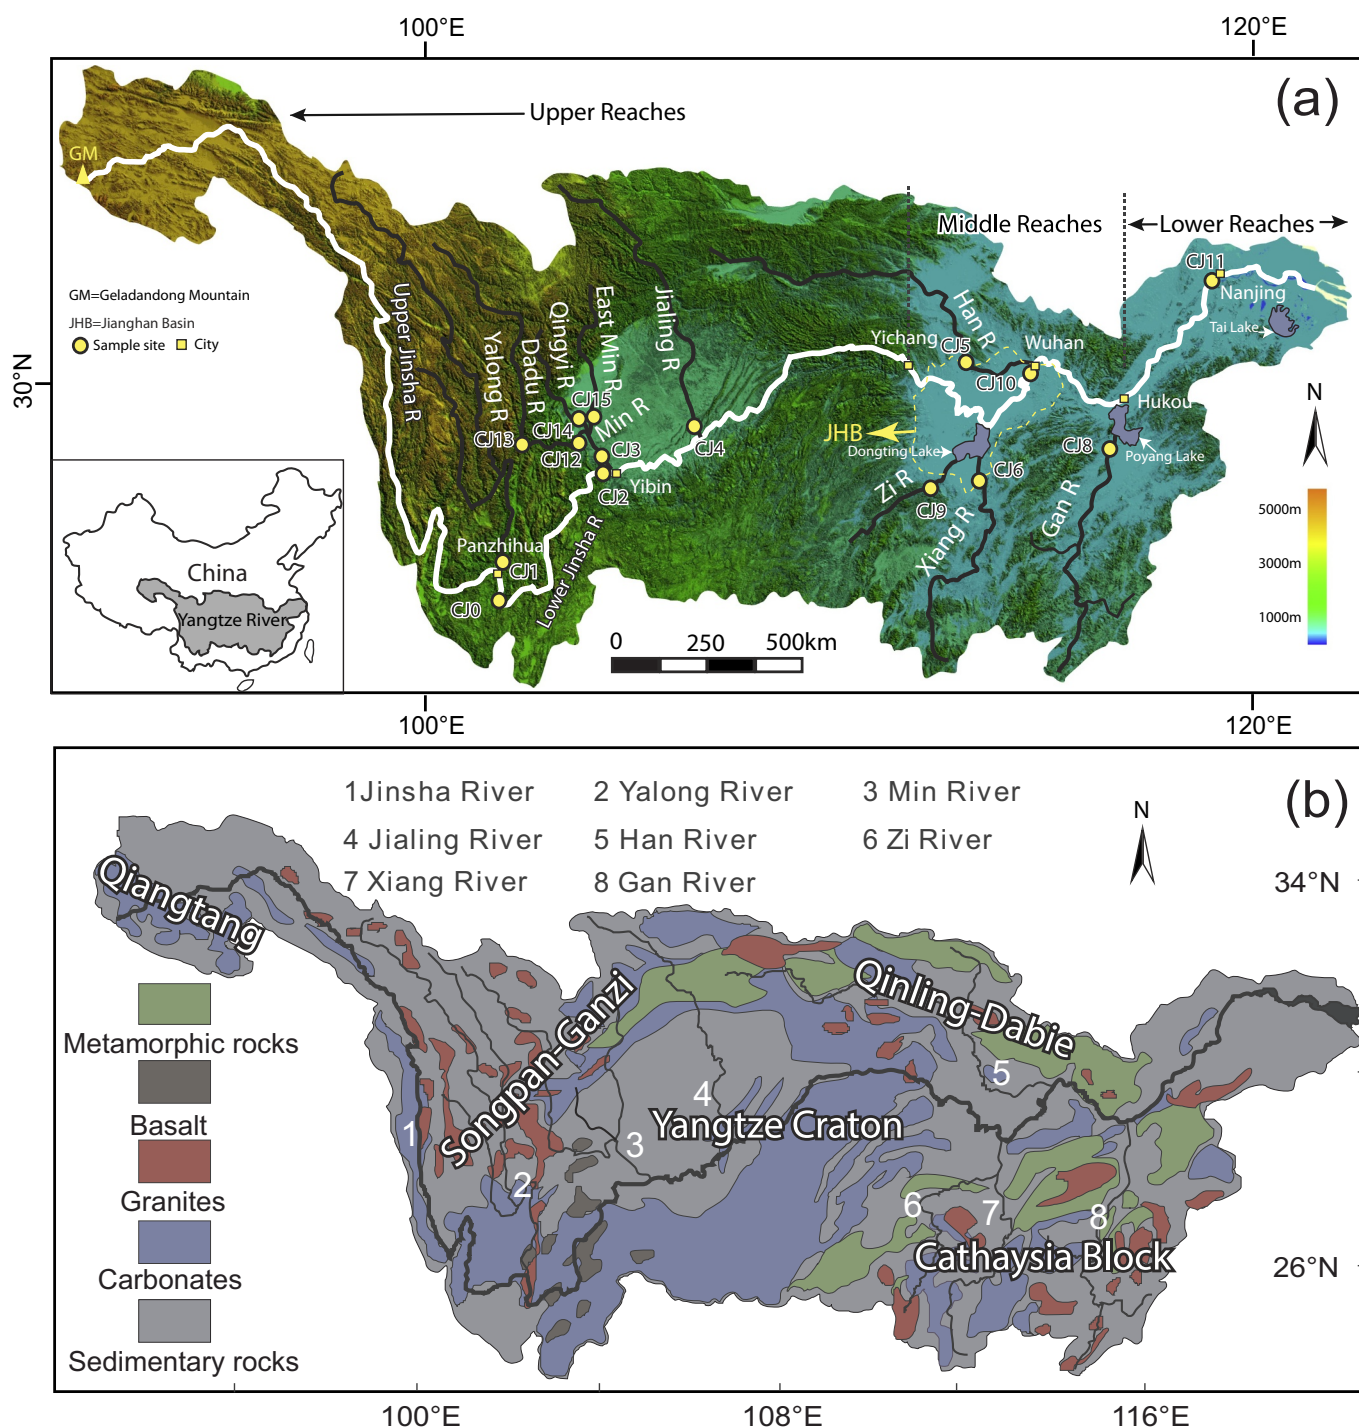 100°E
120°E
(a)
Upper Reaches
GM
Middle Reaches
Lower Reaches
CJ11
Nanjing
Tai Lake
GM=Geladandong Mountain
JHB=Jianghan Basin
Sample site
City
Upper Jinsha R
Yalong R
Dadu R
Qingyi R
East Min R
Jialing R
Han R
Yichang
Wuhan
CJ5
CJ10
30°N
CJ15
CJ14
CJ13
CJ12
Min R
CJ3
CJ4
CJ2
Yibin
JHB
Dongting Lake
Hukou
CJ8
Poyang Lake
N
CJ6
Zi R
CJ9
Xiang R
Gan R
5000m
3000m
1000m
Panzhihua
CJ1
CJ0
Lower Jinsha R
China
Yangtze River
0 250 500km
100°E
120°E
(b)
1Jinsha River
2 Yalong River
3 Min River
4 Jialing River
5 Han River
6 Zi River
7 Xiang River
8 Gan River
N
34°N
Qiangtang
Songpan-Ganzi
Qinling-Dabie
Yangtze Craton
Cathaysia Block
1
2
3
4
5
6
7
8
Metamorphic rocks
Basalt
Granites
Carbonates
Sedimentary rocks
26°N
100°E
108°E
116°E